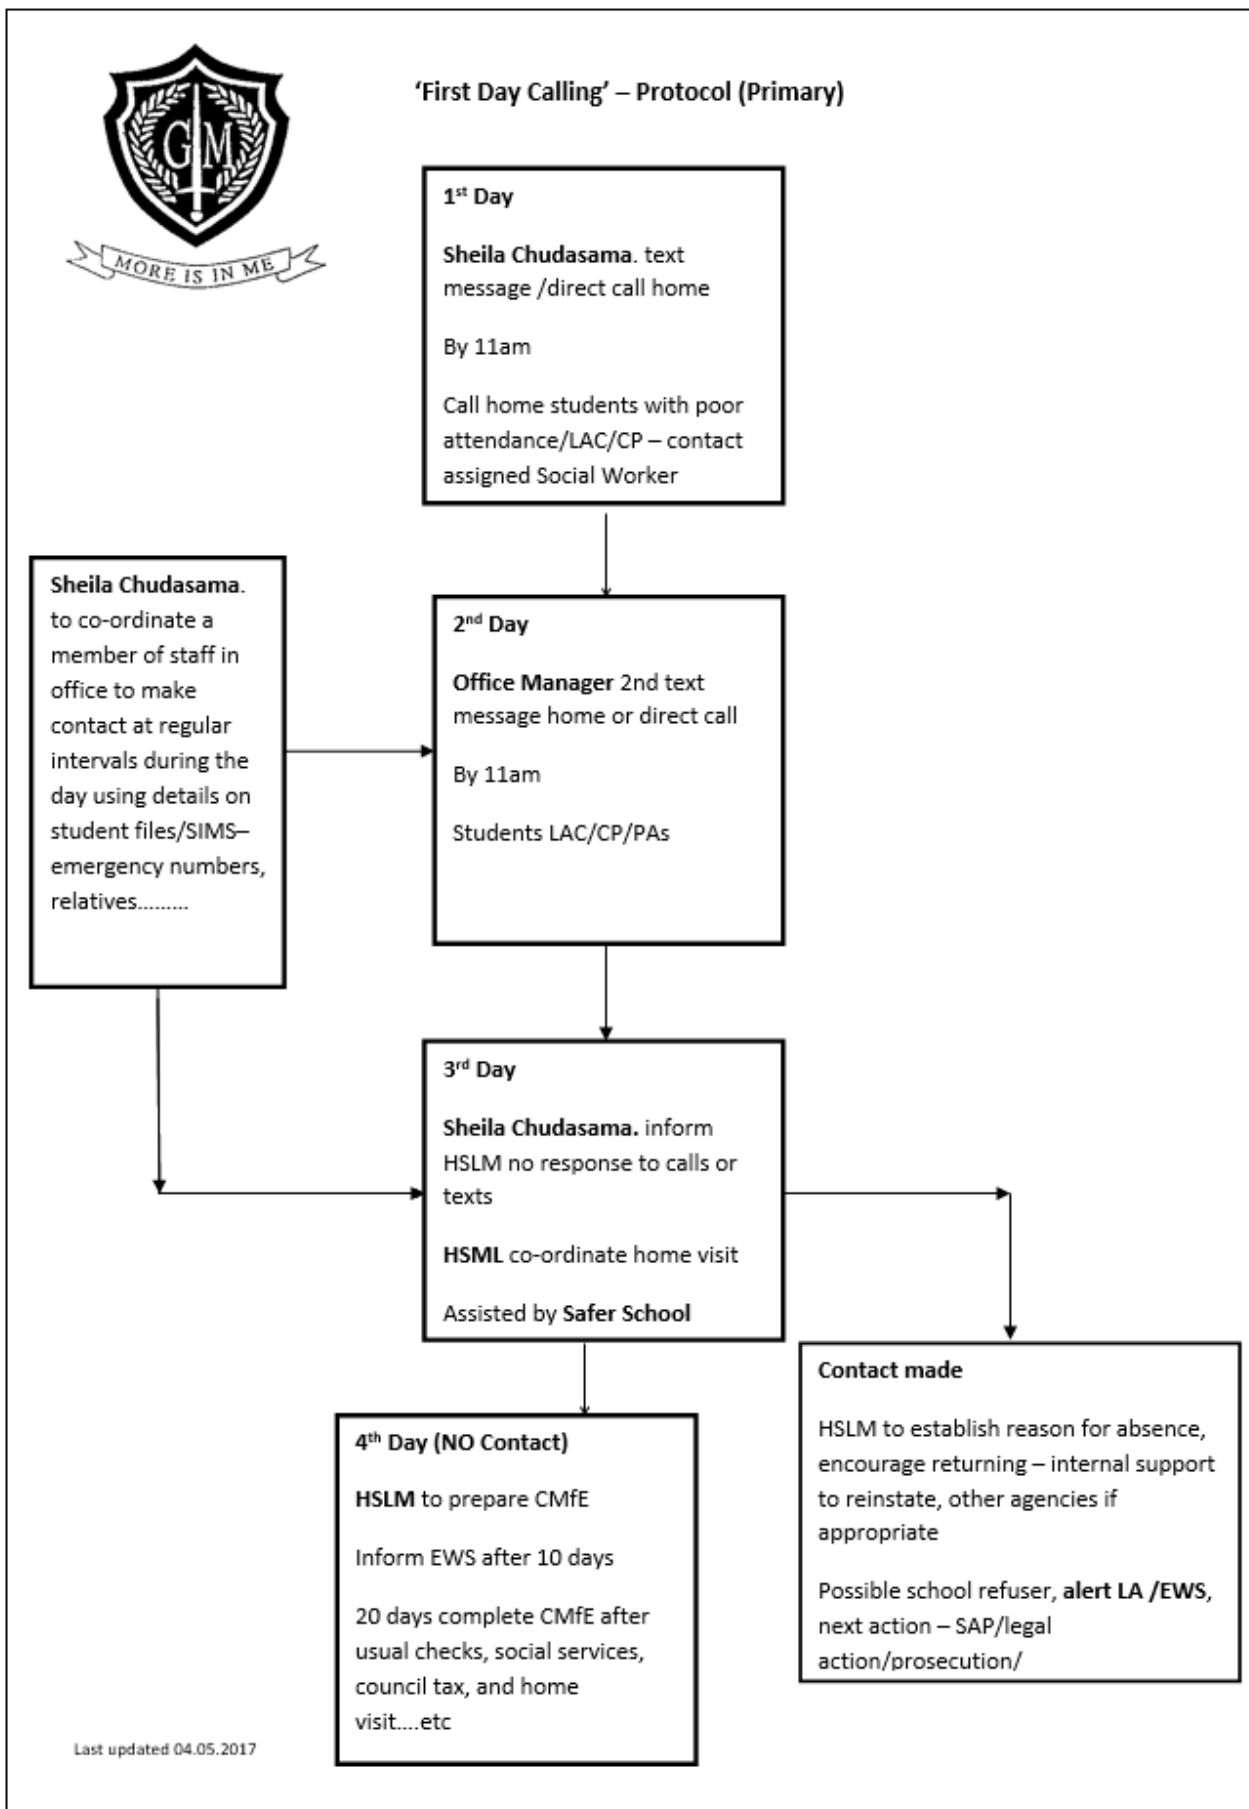 GM
MORE IS IN ME
‘First Day Calling’ – Protocol (Primary)
1st Day
Sheila Chudasama. text
message /direct call home
By 11am
Call home students with poor
attendance/LAC/CP – contact
assigned Social Worker
Sheila Chudasama.
to co-ordinate a
member of staff in
office to make
contact at regular
intervals during the
day using details on
student files/SIMS–
emergency numbers,
relatives.........
2nd Day
Office Manager 2nd text
message home or direct call
By 11am
Students LAC/CP/PAs
3rd Day
Sheila Chudasama. inform
HSLM no response to calls or
texts
HSML co-ordinate home visit
Assisted by Safer School
Contact made
HSLM to establish reason for absence,
encourage returning – internal support
to reinstate, other agencies if
appropriate
Possible school refuser, alert LA /EWS,
next action – SAP/legal
action/prosecution/
4th Day (NO Contact)
HSLM to prepare CMfE
Inform EWS after 10 days
20 days complete CMfE after
usual checks, social services,
council tax, and home
visit....etc
Last updated 04.05.2017